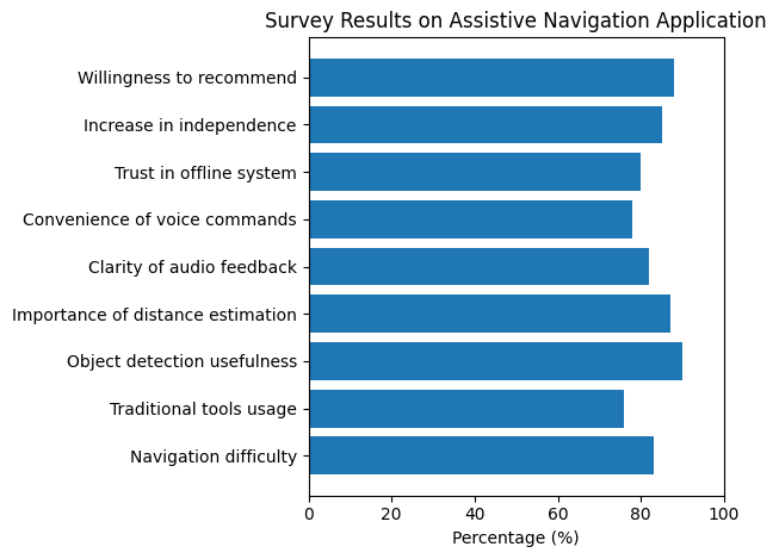 Survey Results on Assistive Navigation Application
Willingness to recommend
Increase in independence
Trust in offline system
Convenience of voice commands
Clarity of audio feedback
Importance of distance estimation
Object detection usefulness
Traditional tools usage
Navigation difficulty
0 20 40 60 80 100
Percentage (%)